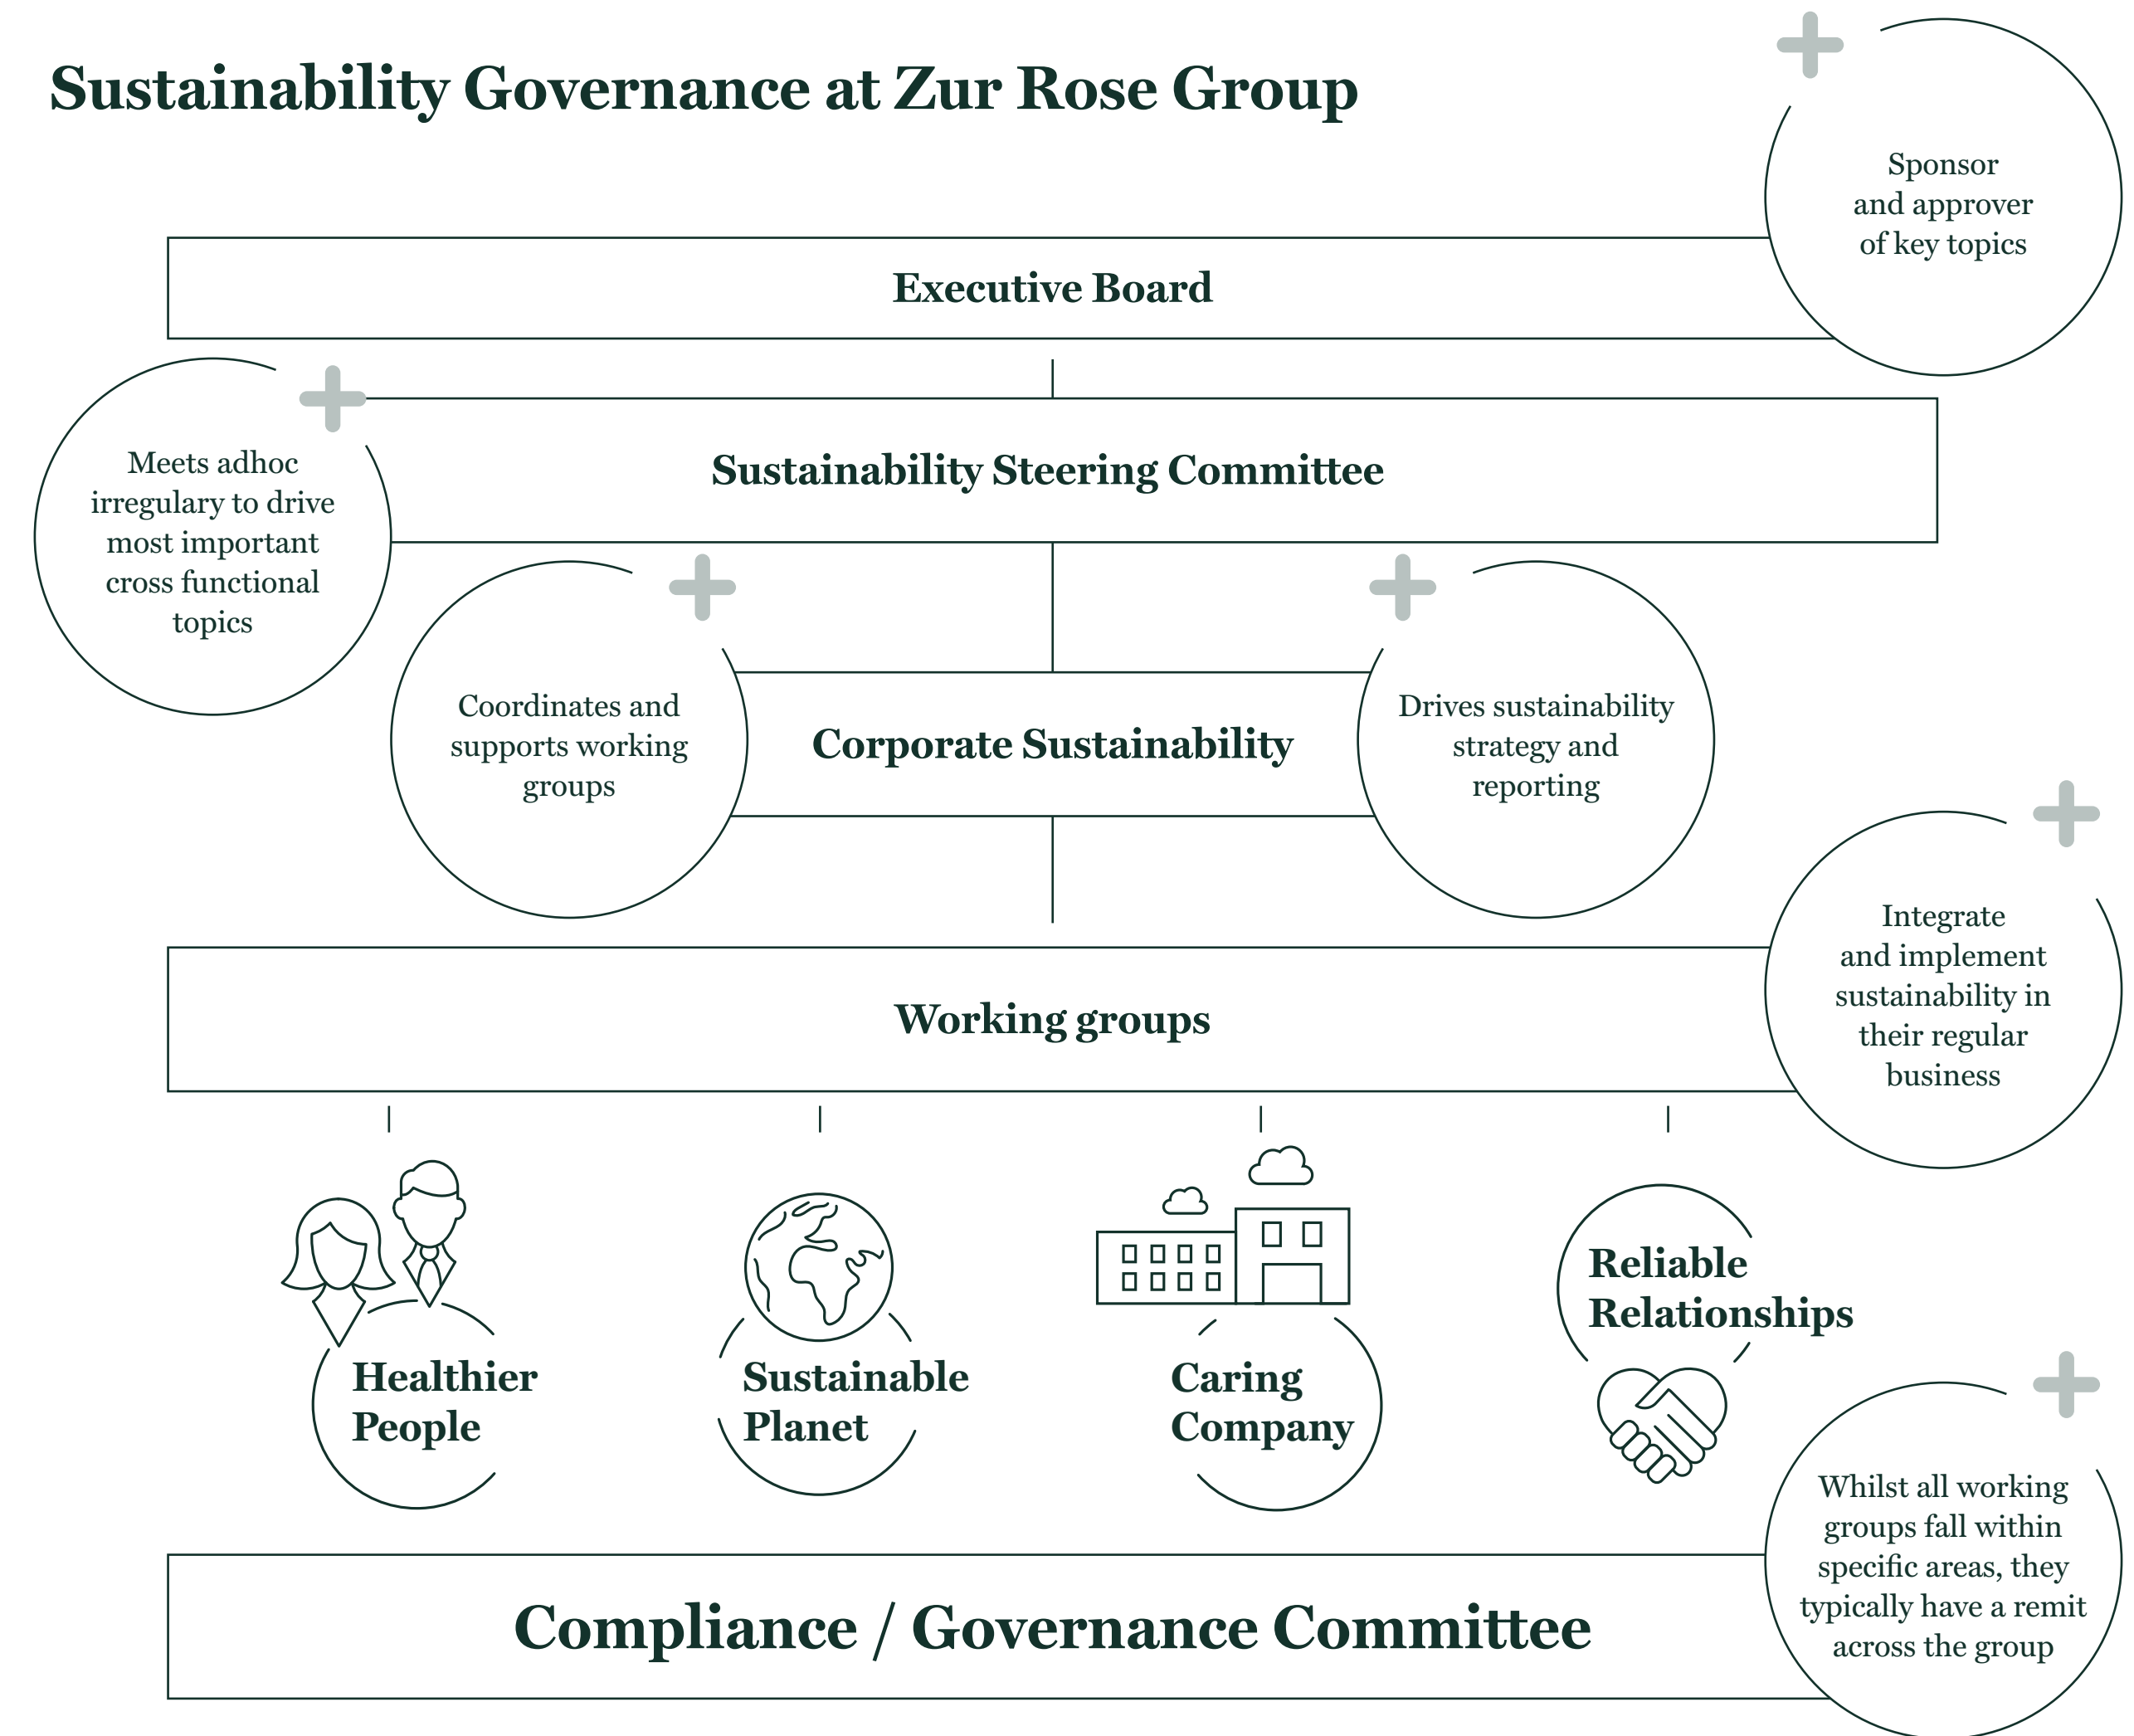 Sustainability Governance at Zur Rose Group
Sponsor
and approver
of key topics
Executive Board
Meets adhoc
irregulary to drive
most important
cross functional
topics
Sustainability Steering Committee
Coordinates and
supports working
groups
Corporate Sustainability
Drives sustainability
strategy and
reporting
Integrate
and implement
sustainability in
their regular
business
Working groups
Healthier
People
Sustainable
Planet
Caring
Company
Reliable
Relationships
Whilst all working
groups fall within
specific areas, they
typically have a remit
across the group
Compliance / Governance Committee